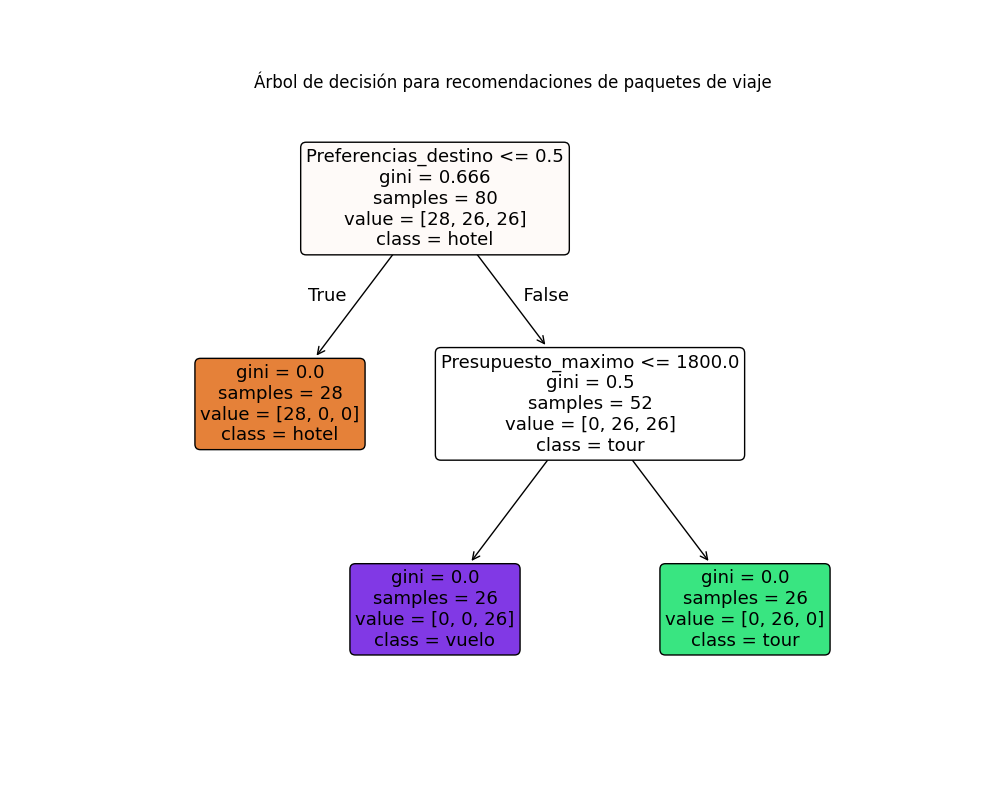 Árbol de decisión para recomendaciones de paquetes de viaje
Preferencias_destino <= 0.5
gini = 0.666
samples = 80
value = [28, 26, 26]
class = hotel
True
False
gini = 0.0
samples = 28
value = [28, 0, 0]
class = hotel
Presupuesto_maximo <= 1800.0
gini = 0.5
samples = 52
value = [0, 26, 26]
class = tour
gini = 0.0
samples = 26
value = [0, 0, 26]
class = vuelo
gini = 0.0
samples = 26
value = [0, 26, 0]
class = tour